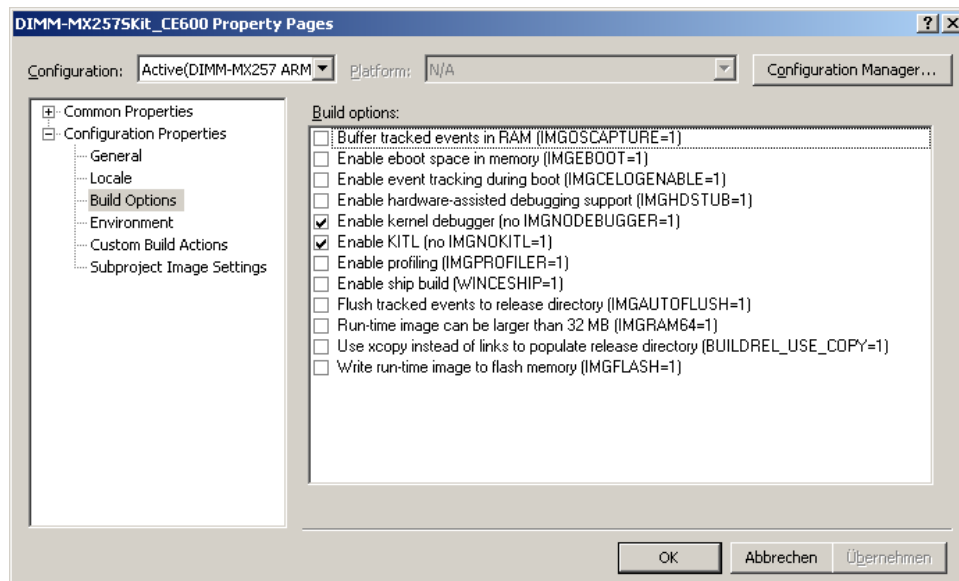 DIMM-MX257SKit_CE600 Property Pages
Configuration: Active(DIMM-MX257 ARM Platform: N/A Configuration Manager...
Common Properties
Configuration Properties
General
Locale
Build Options
Environment
Custom Build Actions
Subproject Image Settings
Build options:
Buffer tracked events in RAM (IMGOSCAPTURE=1)
Enable eboot space in memory (IMGEBOOT=1)
Enable event tracking during boot (IMGCELOGENABLE=1)
Enable hardware-assisted debugging support (IMGHDSTUB=1)
Enable kernel debugger (no IMGNODEBUGGER=1)
Enable KITL (no IMGNOKITL=1)
Enable profiling (IMGPROFILER=1)
Enable ship build (WINCESHIP=1)
Flush tracked events to release directory (IMGAUTOFLUSH=1)
Run-time image can be larger than 32 MB (IMGRAM64=1)
Use xcopy instead of links to populate release directory (BUILDREL_USE_COPY=1)
Write run-time image to flash memory (IMGFLASH=1)
OK Abbrechen Übernehmen